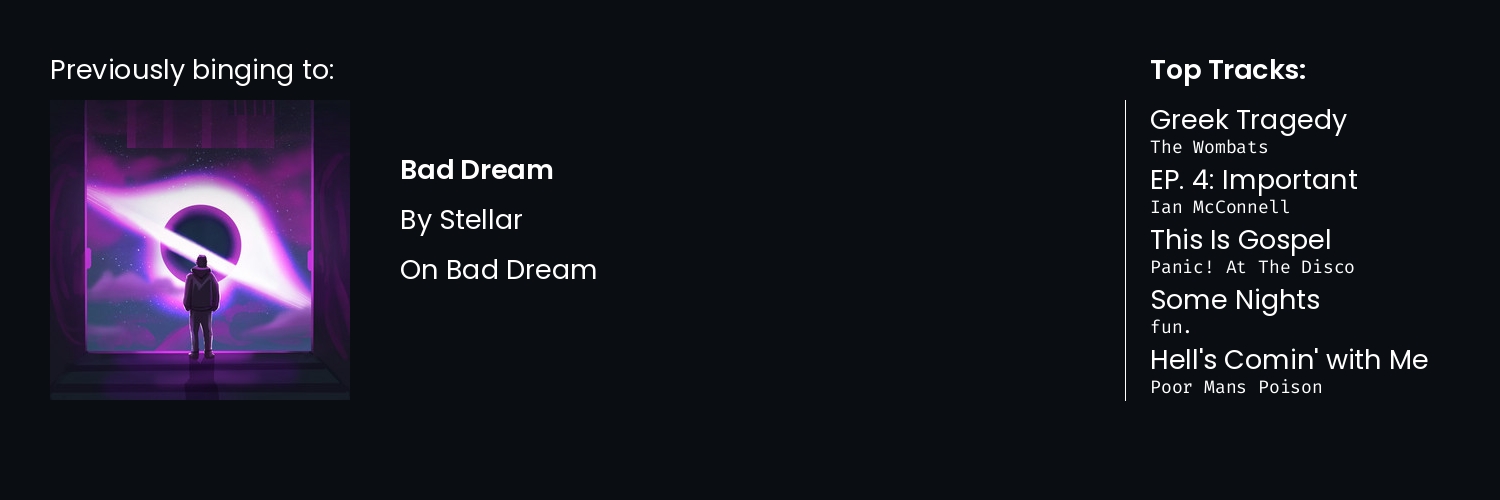 Previously binging to:
Bad Dream
By Stellar
On Bad Dream
Top Tracks:
Greek Tragedy
The Wombats
EP. 4: Important
Ian McConnell
This Is Gospel
Panic! At The Disco
Some Nights
fun.
Hell's Comin' with Me
Poor Mans Poison